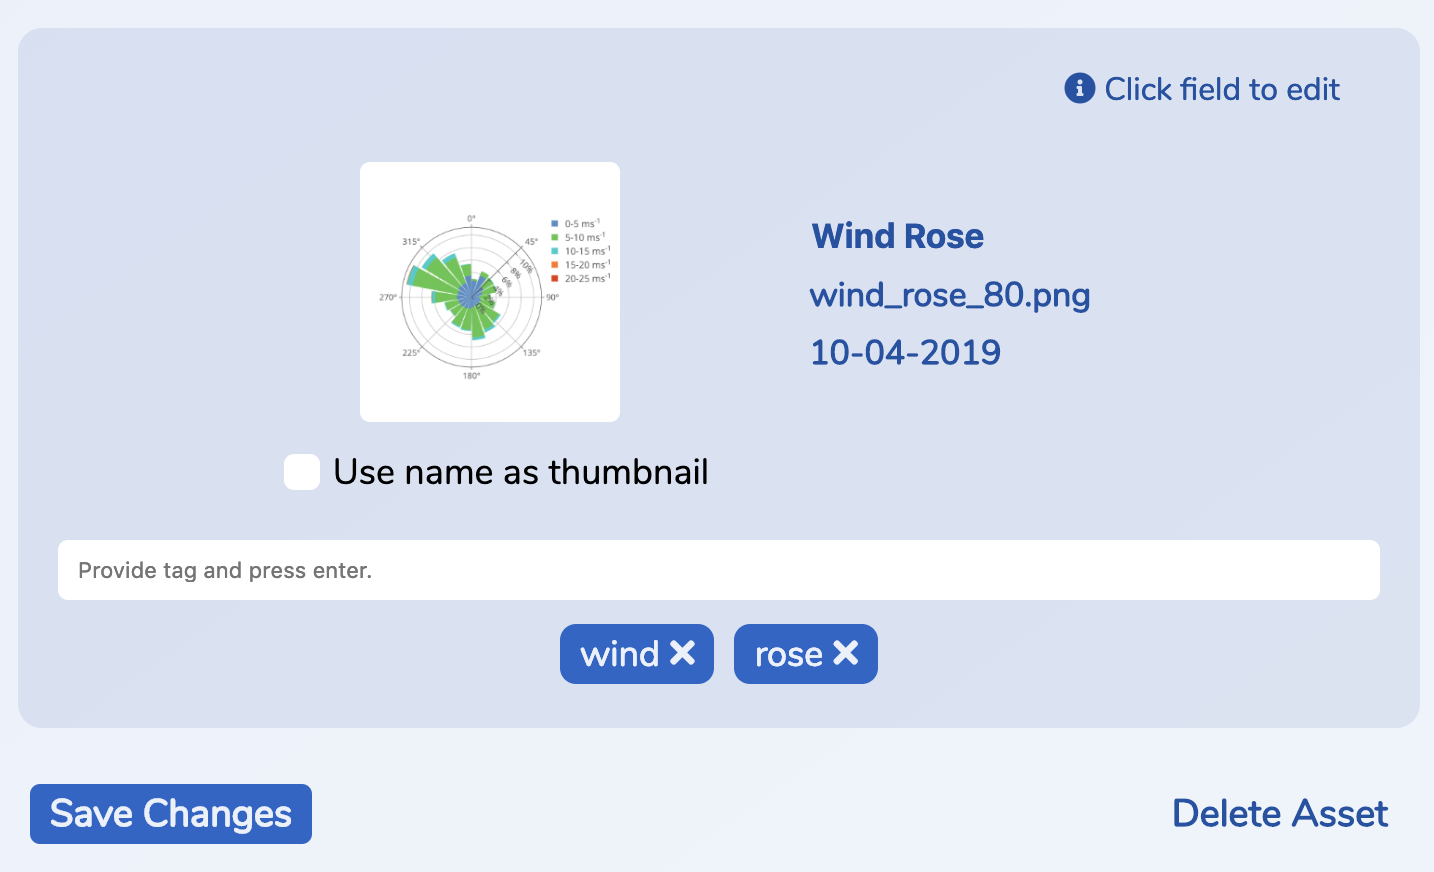 Click field to edit
0°
45°
90°
135°
180°
225°
270°
315°
10%
8%
6%
4%
2%
0-5 ms⁻¹
5-10 ms⁻¹
10-15 ms⁻¹
15-20 ms⁻¹
20-25 ms⁻¹
Wind Rose
wind_rose_80.png
10-04-2019
Use name as thumbnail
Provide tag and press enter.
wind
rose
Save Changes
Delete Asset